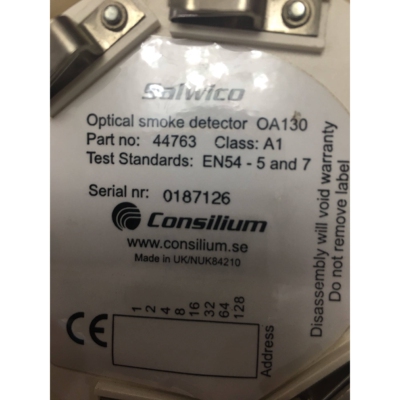 Salwico
Optical smoke detector OA130
Part no: 44763 Class: A1
Test Standards: EN54 - 5 and 7
Serial nr: 0187126
Consilium
www.consilium.se
Made in UK/NUK84210
CE
1 2 4 8 16 32 64 128
Address
Disassembly will void warranty
Do not remove label